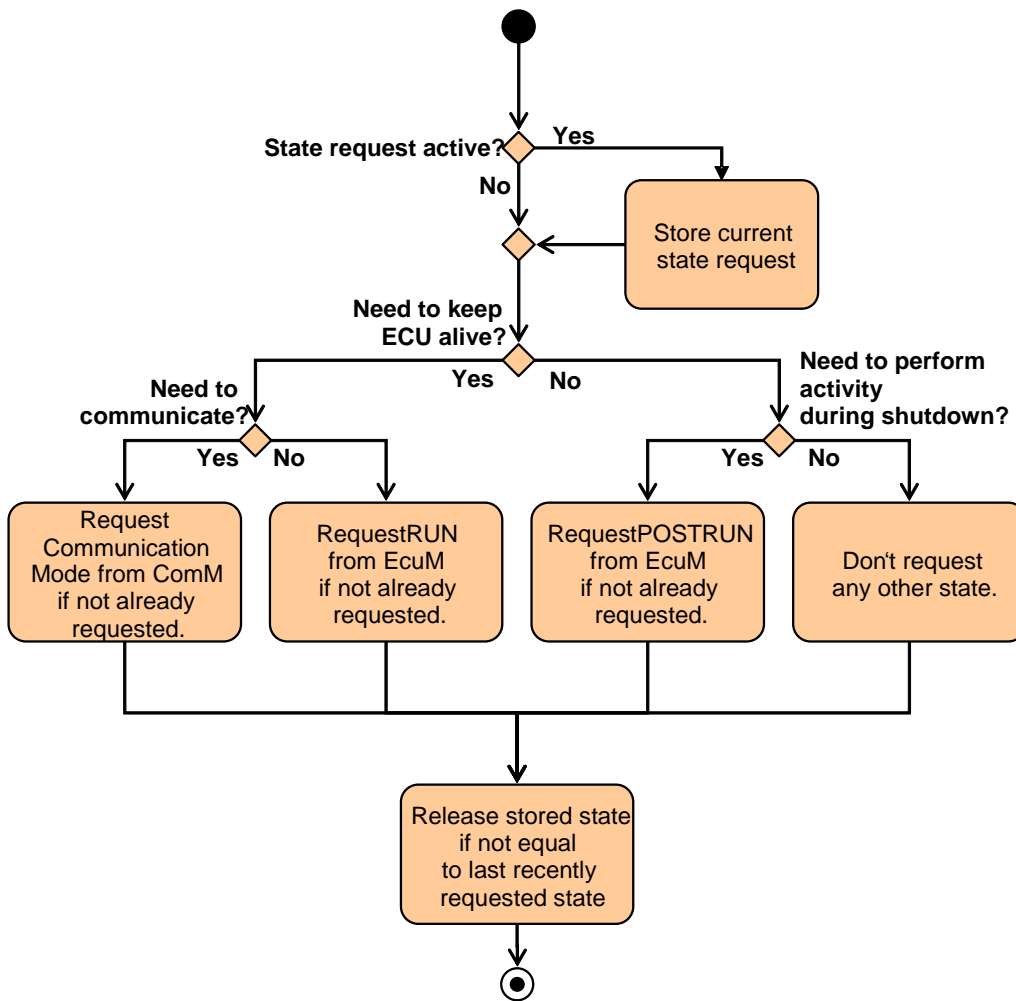 State request active?
Yes
No
Store current
state request
Need to keep
ECU alive?
Yes
No
Need to
communicate?
Yes
No
Need to perform
activity
during shutdown?
Yes
No
Request
Communication
Mode from ComM
if not already
requested.
RequestRUN
from EcuM
if not already
requested.
RequestPOSTRUN
from EcuM
if not already
requested.
Don‘t request
any other state.
Release stored state
if not equal
to last recently
requested state